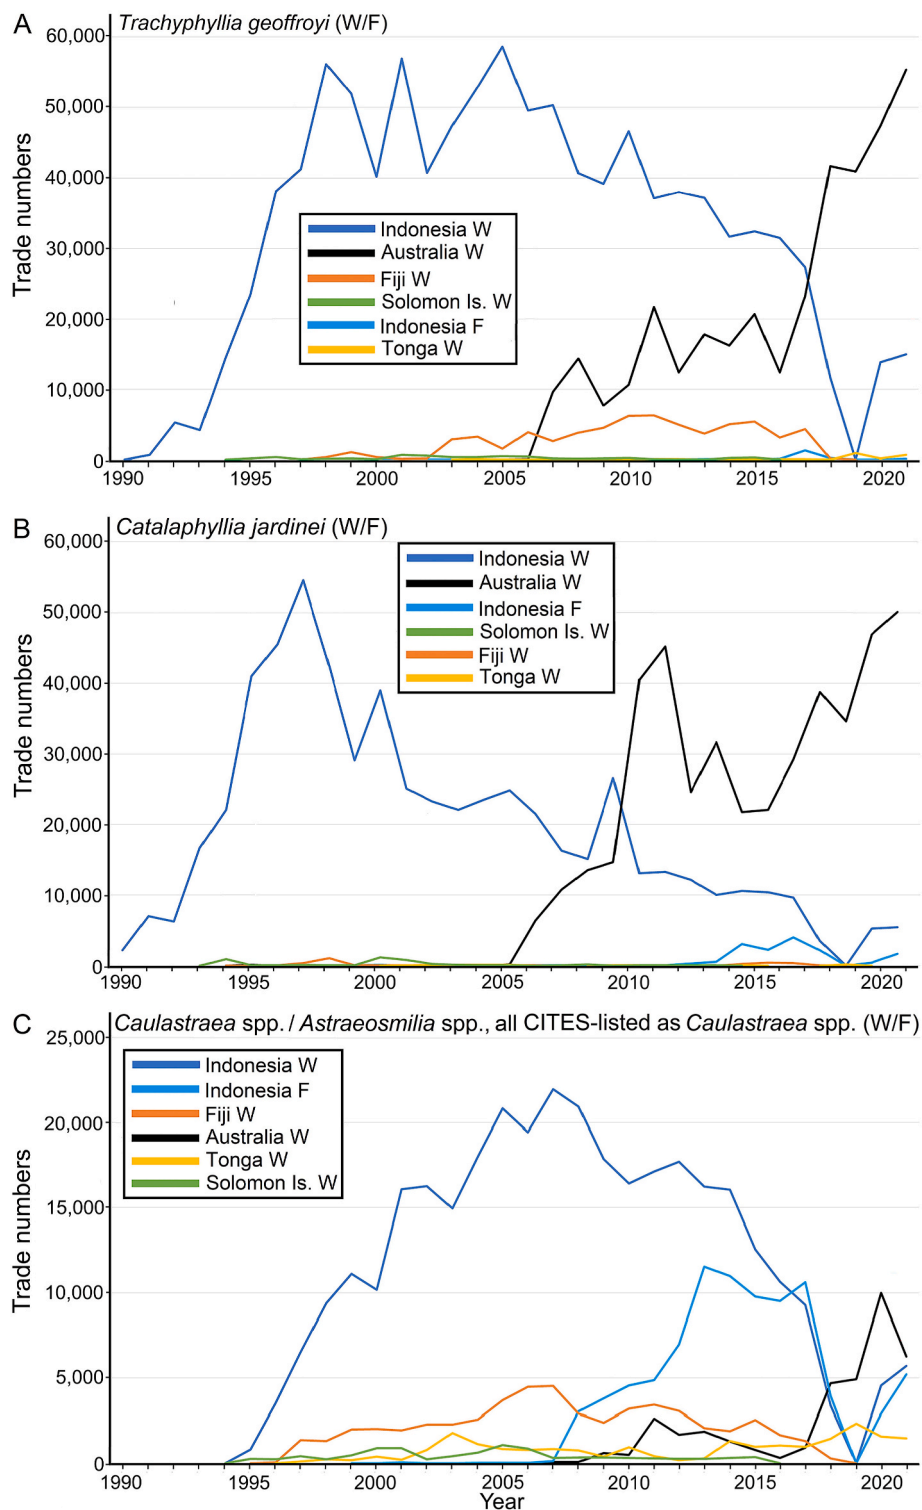 A Trachyphyllia geoffroyi (W/F)
60,000
50,000
40,000
30,000
20,000
10,000
0
Trade numbers
Indonesia W
Australia W
Fiji W
Solomon Is. W
Indonesia F
Tonga W
1990 1995 2000 2005 2010 2015 2020
B Catalaphyllia jardinei (W/F)
60,000
50,000
40,000
30,000
20,000
10,000
0
Trade numbers
Indonesia W
Australia W
Indonesia F
Solomon Is. W
Fiji W
Tonga W
1990 1995 2000 2005 2010 2015 2020
C Caulastraea spp. / Astraeosmilia spp., all CITES-listed as Caulastraea spp. (W/F)
25,000
20,000
15,000
10,000
5,000
0
Trade numbers
Indonesia W
Indonesia F
Fiji W
Australia W
Tonga W
Solomon Is. W
1990 1995 2000 2005 2010 2015 2020
Year